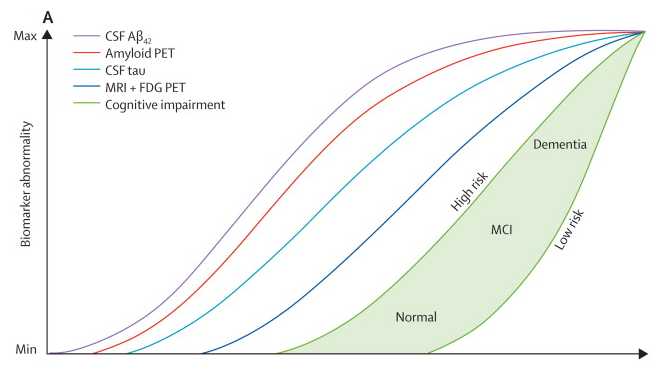 A
Max
CSF Aβ42
Amyloid PET
CSF tau
MRI + FDG PET
Cognitive impairment
Biomarker abnormality
Dementia
High risk
MCI
Low risk
Normal
Min